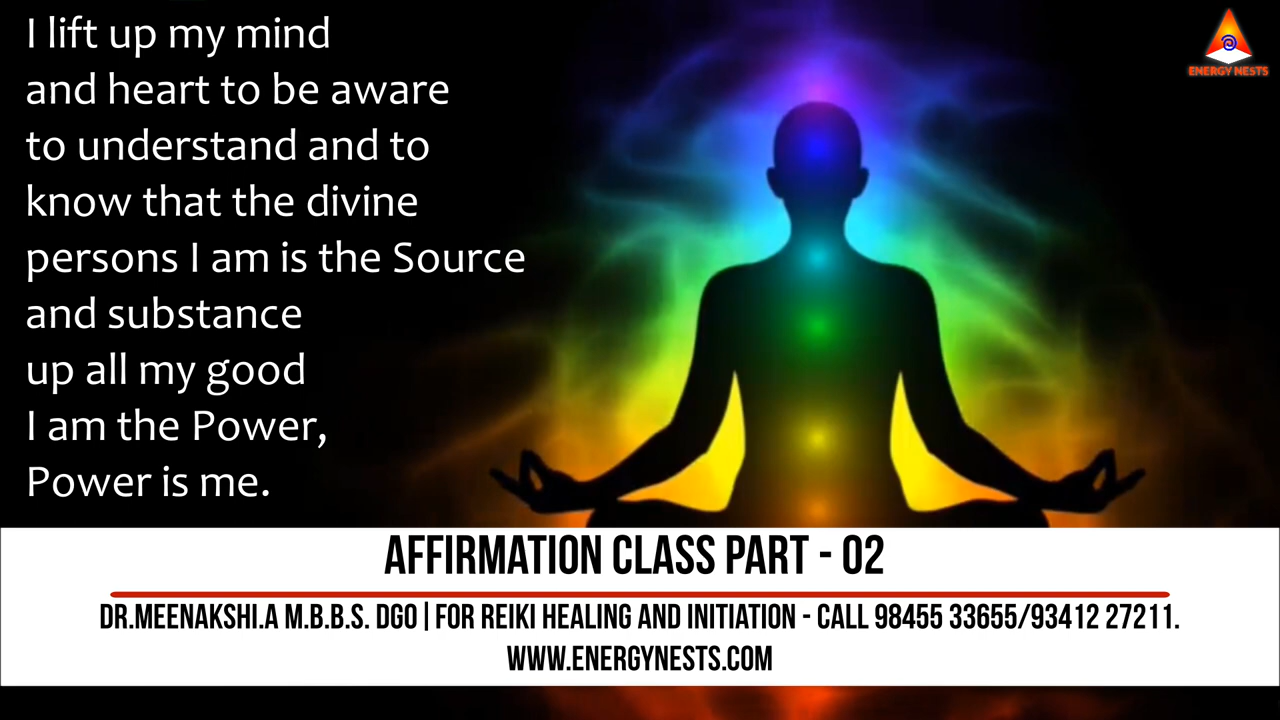 I lift up my mind
and heart to be aware
to understand and to
know that the divine
persons I am is the Source
and substance
up all my good
I am the Power,
Power is me.
ENERGY NESTS
AFFIRMATION CLASS PART - 02
DR.MEENAKSHI.A M.B.B.S. DGO | FOR REIKI HEALING AND INITIATION - CALL 98455 33655/93412 27211.
WWW.ENERGYNESTS.COM